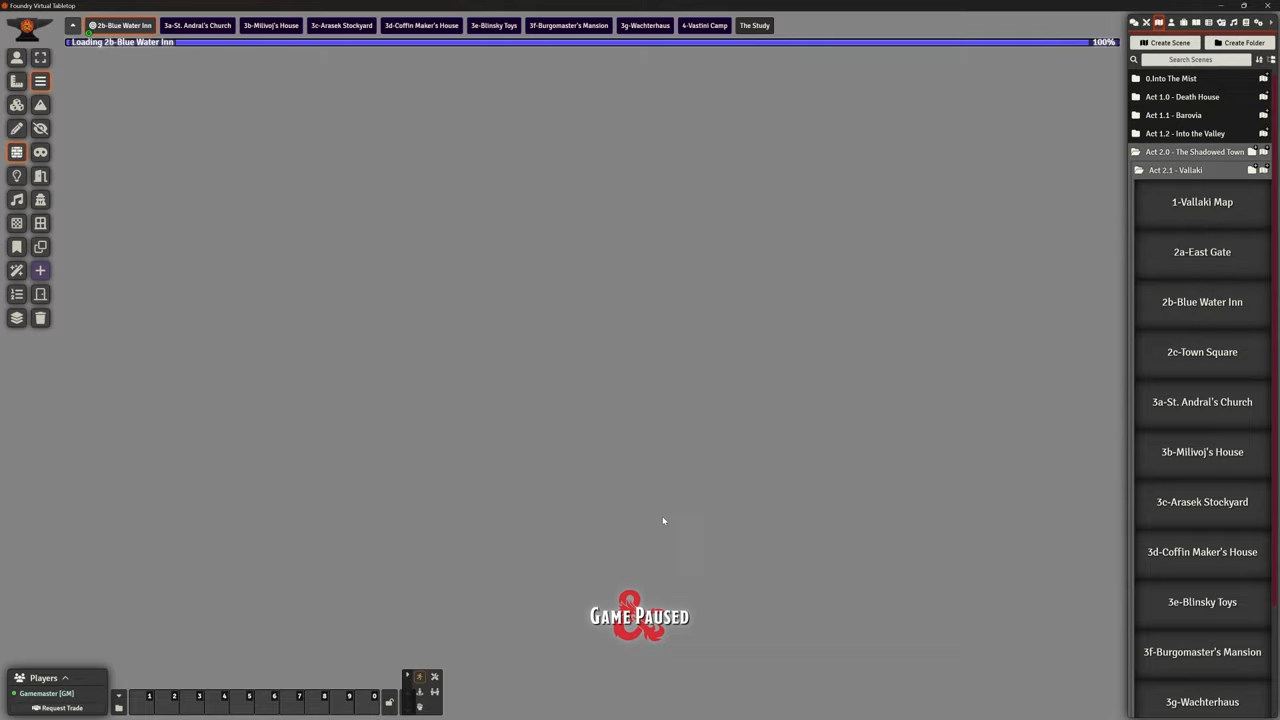 Foundry Virtual Tabletop
2b-Blue Water Inn
3a-St. Andral's Church
3b-Milivoj's House
3c-Arasek Stockyard
3d-Coffin Maker's House
3e-Blinsky Toys
3f-Burgomaster's Mansion
3g-Wachterhaus
4-Vastini Camp
The Study
Loading 2b-Blue Water Inn
100%
Create Scene
Create Folder
Search Scenes
0.Into The Mist
Act 1.0 - Death House
Act 1.1 - Barovia
Act 1.2 - Into the Valley
Act 2.0 - The Shadowed Town
Act 2.1 - Vallaki
1-Vallaki Map
2a-East Gate
2b-Blue Water Inn
2c-Town Square
3a-St. Andral's Church
3b-Milivoj's House
3c-Arasek Stockyard
3d-Coffin Maker's House
3e-Blinsky Toys
3f-Burgomaster's Mansion
3g-Wachterhaus
Game Paused
Players
Gamemaster [GM]
Request Trade
1 2 3 4 5 6 7 8 9 0